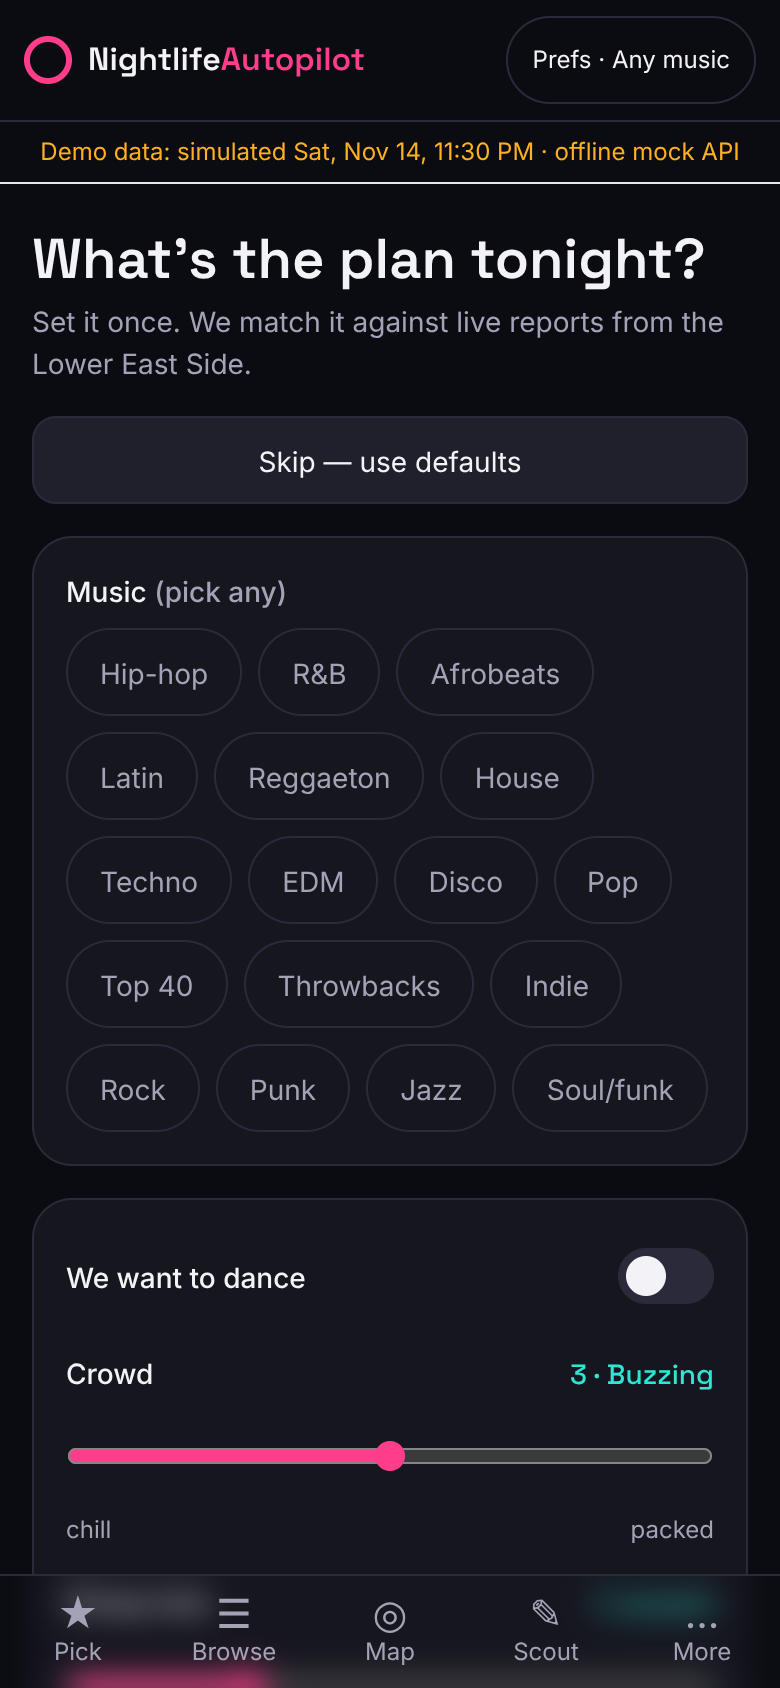 NightlifeAutopilot
Prefs · Any music
Demo data: simulated Sat, Nov 14, 11:30 PM · offline mock API
What’s the plan tonight?
Set it once. We match it against live reports from the
Lower East Side.
Skip — use defaults
Music (pick any)
Hip-hop R&B Afrobeats
Latin Reggaeton House
Techno EDM Disco Pop
Top 40 Throwbacks Indie
Rock Punk Jazz Soul/funk
We want to dance
Crowd 3 · Buzzing
chill packed
Pick Browse Map Scout More